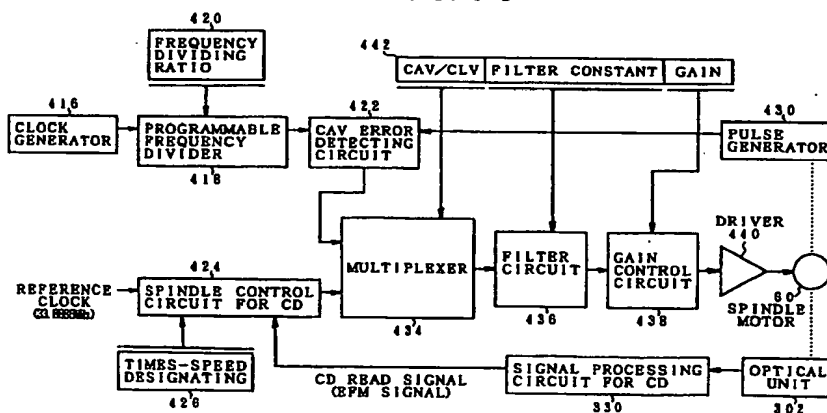 420
FREQUENCY
DIVIDING
RATIO
442
CAV/CLV FILTER CONSTANT GAIN
416
CLOCK
GENERATOR
PROGRAMMABLE
FREQUENCY
DIVIDER
418
422
CAV ERROR
DETECTING
CIRCUIT
430
PULSE
GENERATOR
424
REFERENCE
CLOCK
SPINDLE CONTROL
CIRCUIT FOR CD
MULTIPLEXER
434
FILTER
CIRCUIT
436
GAIN
CONTROL
CIRCUIT
438
DRIVER
440
60
SPINDLE
MOTOR
TIMES-SPEED
DESIGNATING
426
CD READ SIGNAL
(EFM SIGNAL)
SIGNAL PROCESSING
CIRCUIT FOR CD
330
OPTICAL
UNIT
302